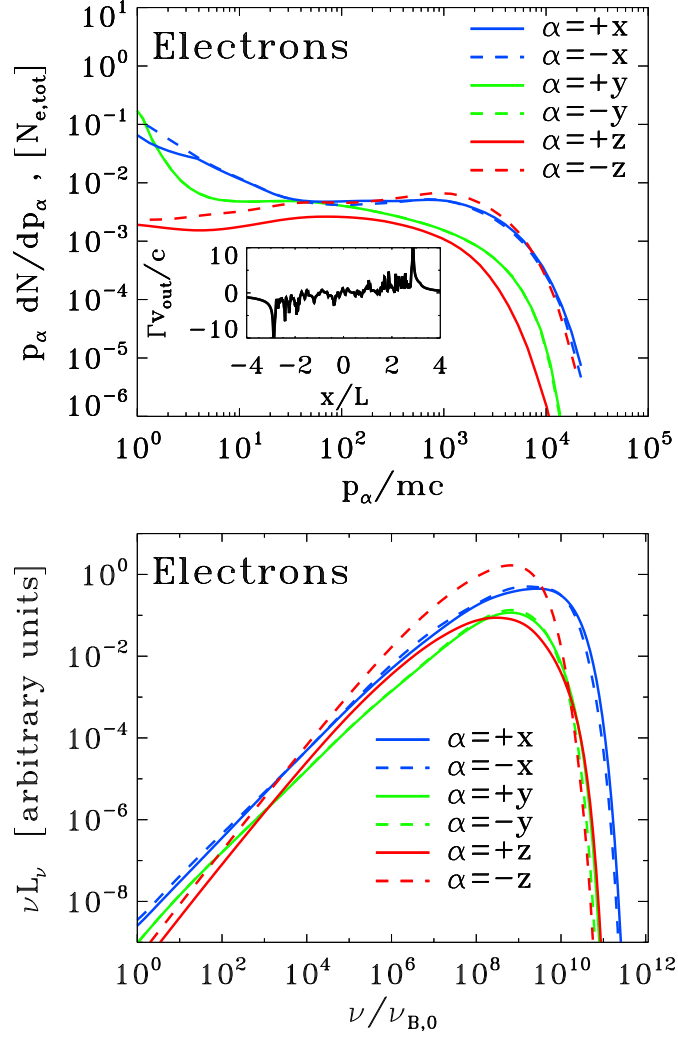 Electrons
α=+x
α=−x
α=+y
α=−y
α=+z
α=−z
10^0
10^-1
10^-2
10^-3
10^-4
10^-5
10^-6
p_α dN/dp_α , [N_e,tot]
10
0
−10
Γv_out/c
−4 −2 0 2 4
x/L
10^0 10^1 10^2 10^3 10^4 10^5
p_α/mc
Electrons
10^0
10^-2
10^-4
10^-6
10^-8
νL_ν [arbitrary units]
α=+x
α=−x
α=+y
α=−y
α=+z
α=−z
10^0 10^2 10^4 10^6 10^8 10^10 10^12
ν/ν_B,0